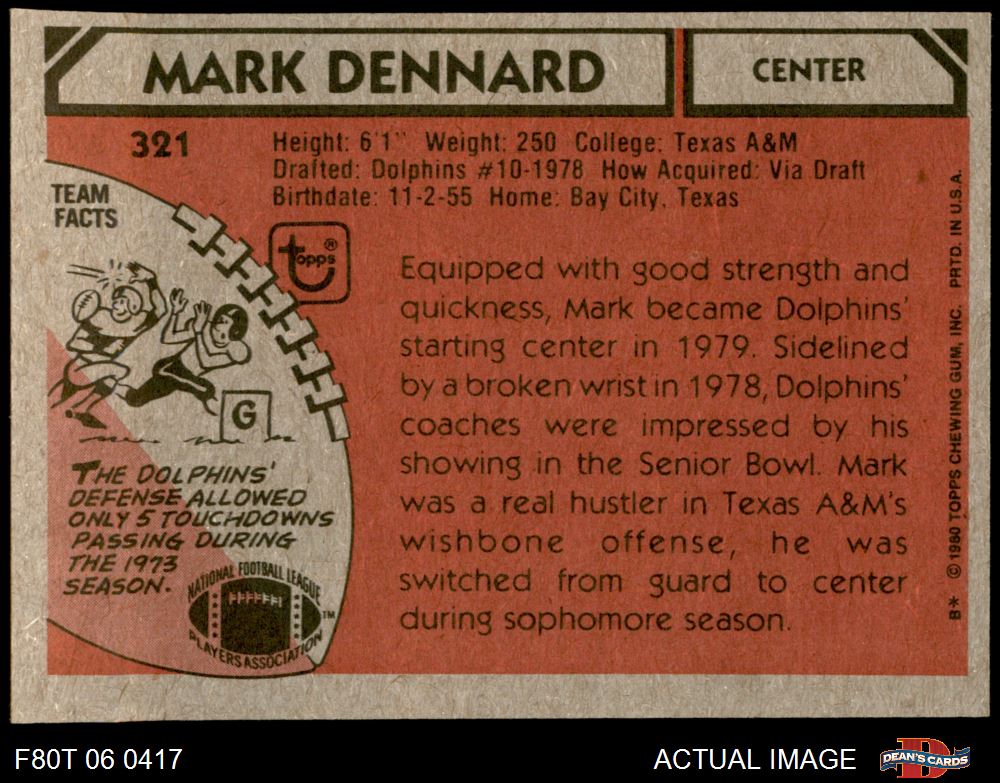 MARK DENNARD
CENTER
321
Height: 6'1" Weight: 250 College: Texas A&M
Drafted: Dolphins #10-1978 How Acquired: Via Draft
Birthdate: 11-2-55 Home: Bay City, Texas
TEAM
FACTS
topps®
G
THE DOLPHINS'
DEFENSE ALLOWED
ONLY 5 TOUCHDOWNS
PASSING DURING
THE 1973
SEASON.
NATIONAL FOOTBALL LEAGUE
PLAYERS ASSOCIATION
TM
Equipped with good strength and
quickness, Mark became Dolphins'
starting center in 1979. Sidelined
by a broken wrist in 1978, Dolphins'
coaches were impressed by his
showing in the Senior Bowl. Mark
was a real hustler in Texas A&M's
wishbone offense, he was
switched from guard to center
during sophomore season.
B* © 1980 TOPPS CHEWING GUM, INC. PRTD. IN U.S.A.
F80T 06 0417
ACTUAL IMAGE
D
DEAN'S CARDS